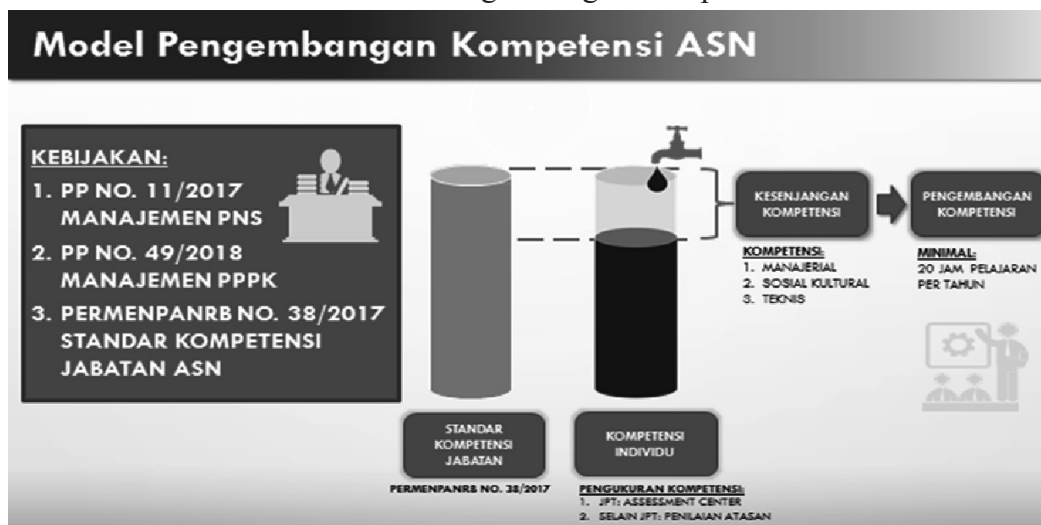 Model Pengembangan Kompetensi ASN
KEBIJAKAN:
1. PP NO. 11/2017
MANAJEMEN PNS
2. PP NO. 49/2018
MANAJEMEN PPPK
3. PERMENPANRB NO. 38/2017
STANDAR KOMPETENSI
JABATAN ASN
STANDAR
KOMPETENSI
JABATAN
PERMENPANRB NO. 38/2017
KOMPETENSI
INDIVIDU
PENGUKURAN KOMPETENSI:
1. JPT: ASSESSMENT CENTER
2. SELAIN JPT: PENILAIAN ATASAN
KESENJANGAN
KOMPETENSI
KOMPETENSI:
1. MANAJERIAL
2. SOSIAL KULTURAL
3. TEKNIS
PENGEMBANGAN
KOMPETENSI
MINIMAL:
20 JAM PELAJARAN
PER TAHUN